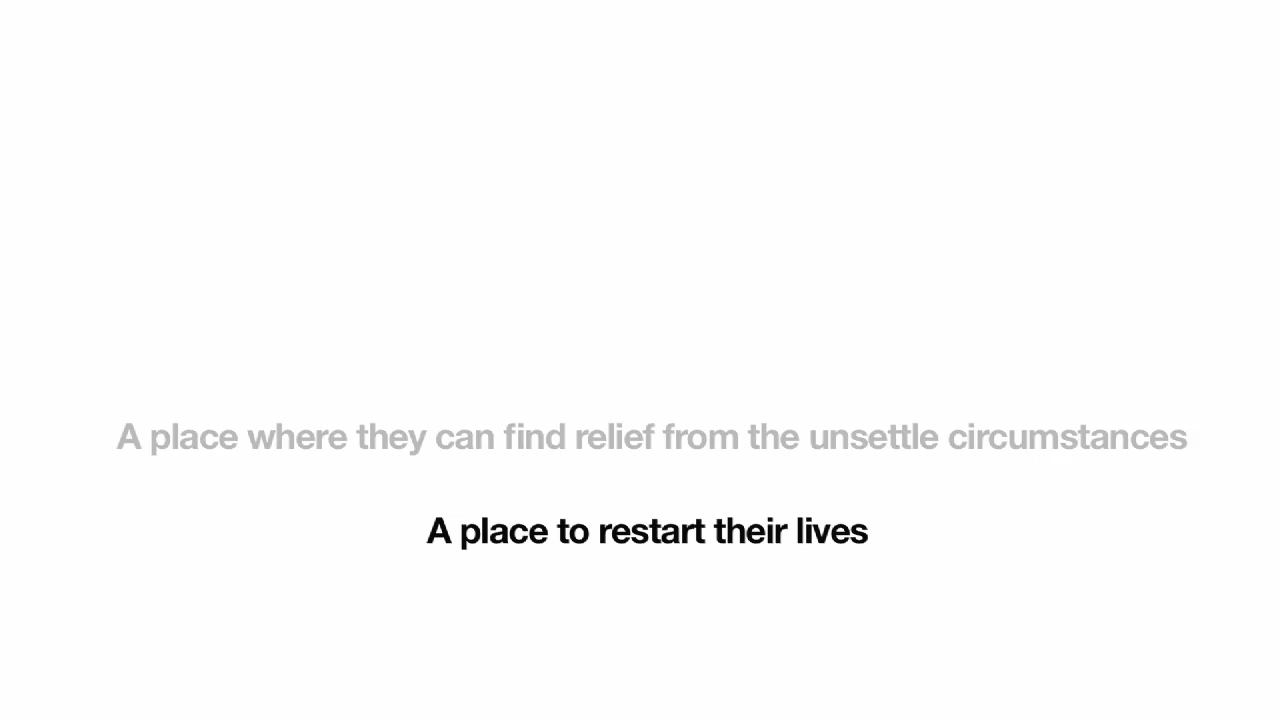 A place where they can find relief from the unsettle circumstances
A place to restart their lives